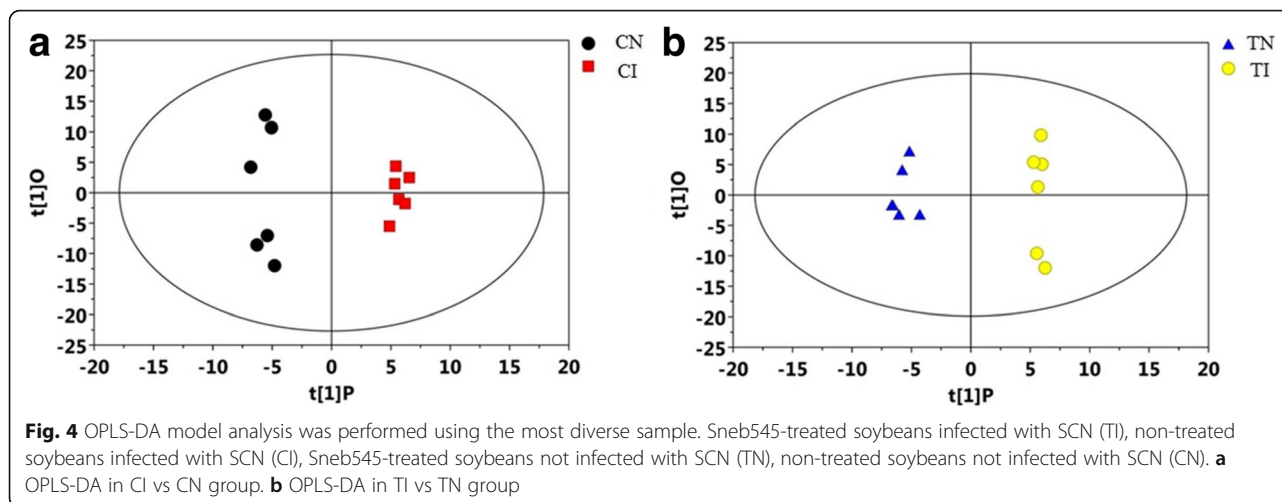 a
CN
CI
25
20
15
10
5
0
-5
-10
-15
-20
-25
-20 -15 -10 -5 0 5 10 15 20
t[1]O
t[1]P
b
TN
TI
25
20
15
10
5
0
-5
-10
-15
-20
-25
-20 -15 -10 -5 0 5 10 15 20
t[1]O
t[1]P
Fig. 4 OPLS-DA model analysis was performed using the most diverse sample. Sneb545-treated soybeans infected with SCN (TI), non-treated
soybeans infected with SCN (CI), Sneb545-treated soybeans not infected with SCN (TN), non-treated soybeans not infected with SCN (CN). a
OPLS-DA in CI vs CN group. b OPLS-DA in TI vs TN group